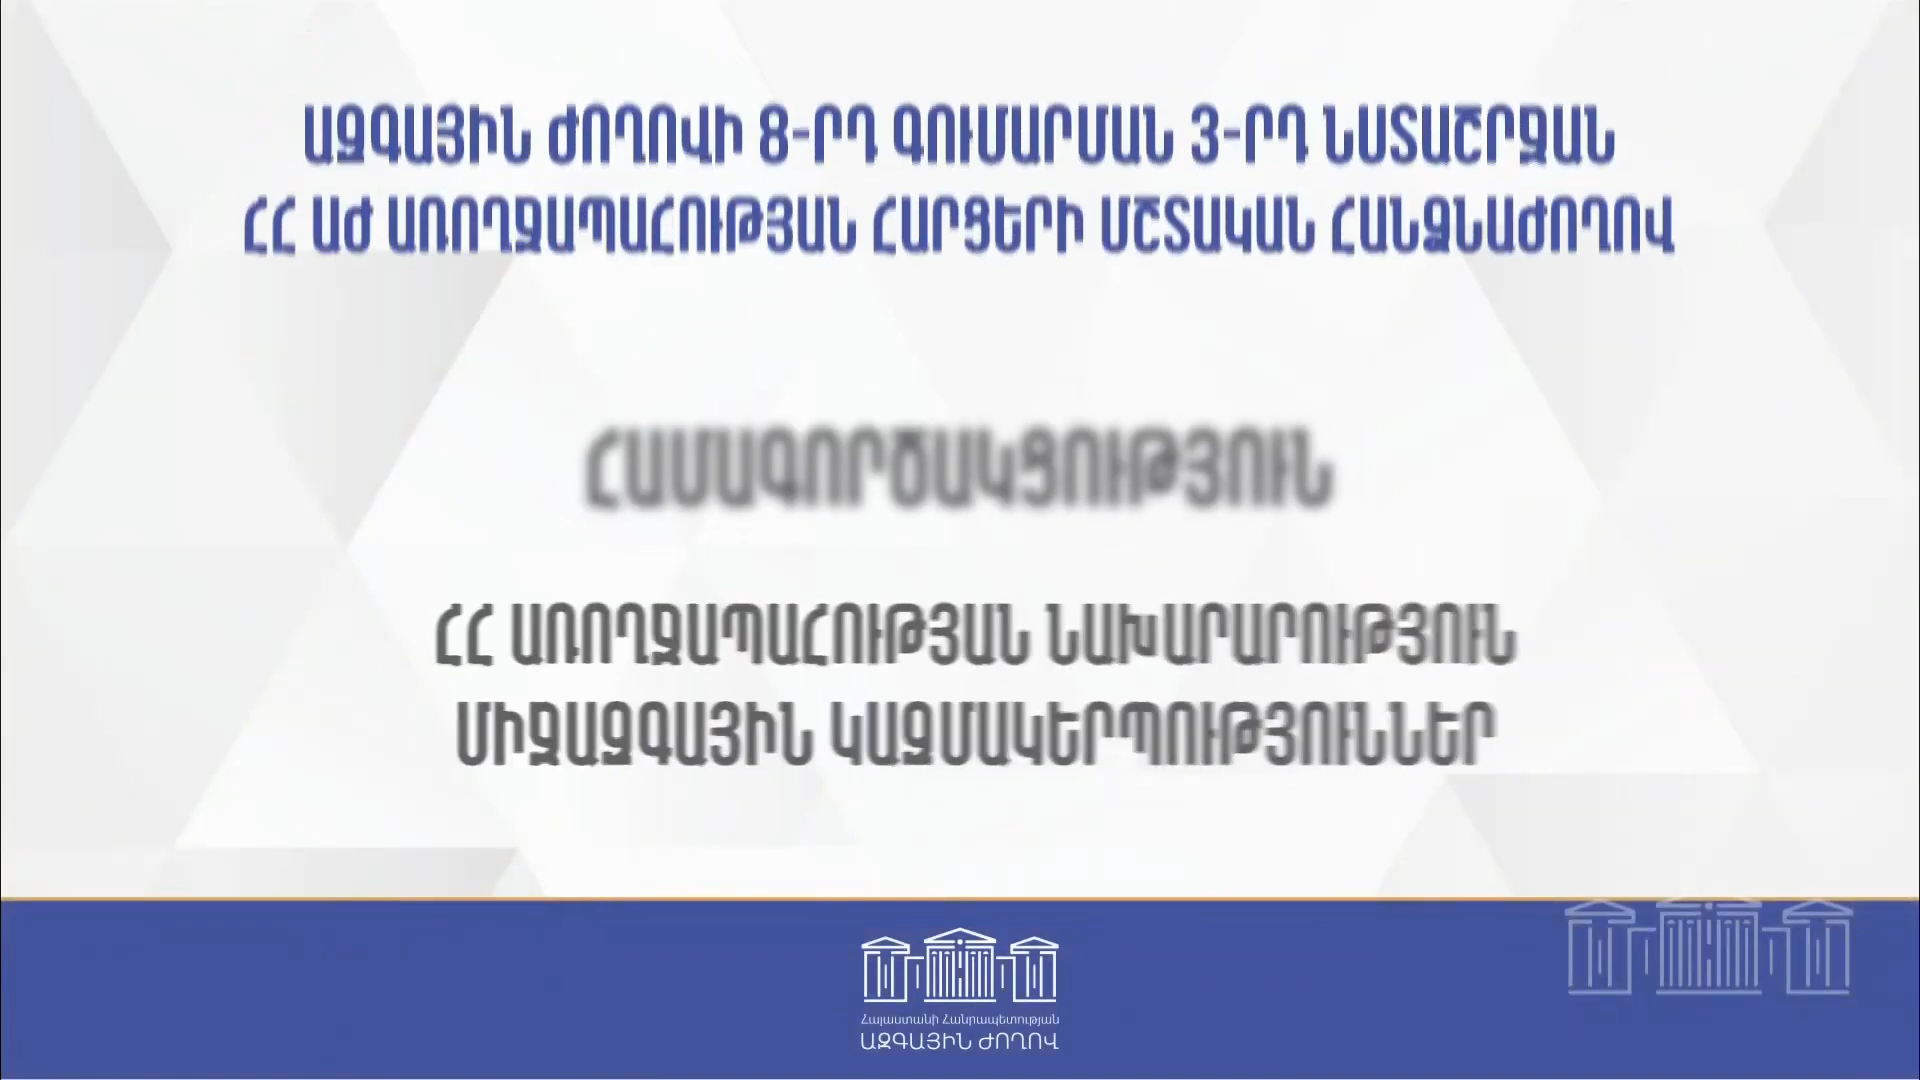 ԱԶԳԱՅԻՆ ԺՈՂՈՎԻ 8-ՐԴ ԳՈՒՄԱՐՄԱՆ 3-ՐԴ ՆՍՏԱՇՐՋԱՆ
ՀՀ ԱԺ ԱՌՈՂՋԱՊԱՀՈՒԹՅԱՆ ՀԱՐՑԵՐԻ ՄՇՏԱԿԱՆ ՀԱՆՁՆԱԺՈՂՈՎ
ՀԱՄԱԳՈՐԾԱԿՑՈՒԹՅՈՒՆ
ՀՀ ԱՌՈՂՋԱՊԱՀՈՒԹՅԱՆ ՆԱԽԱՐԱՐՈՒԹՅՈՒՆ
ՄԻՋԱԶԳԱՅԻՆ ԿԱԶՄԱԿԵՐՊՈՒԹՅՈՒՆՆԵՐ
Հայաստանի Հանրապետության
ԱԶԳԱՅԻՆ ԺՈՂՈՎ